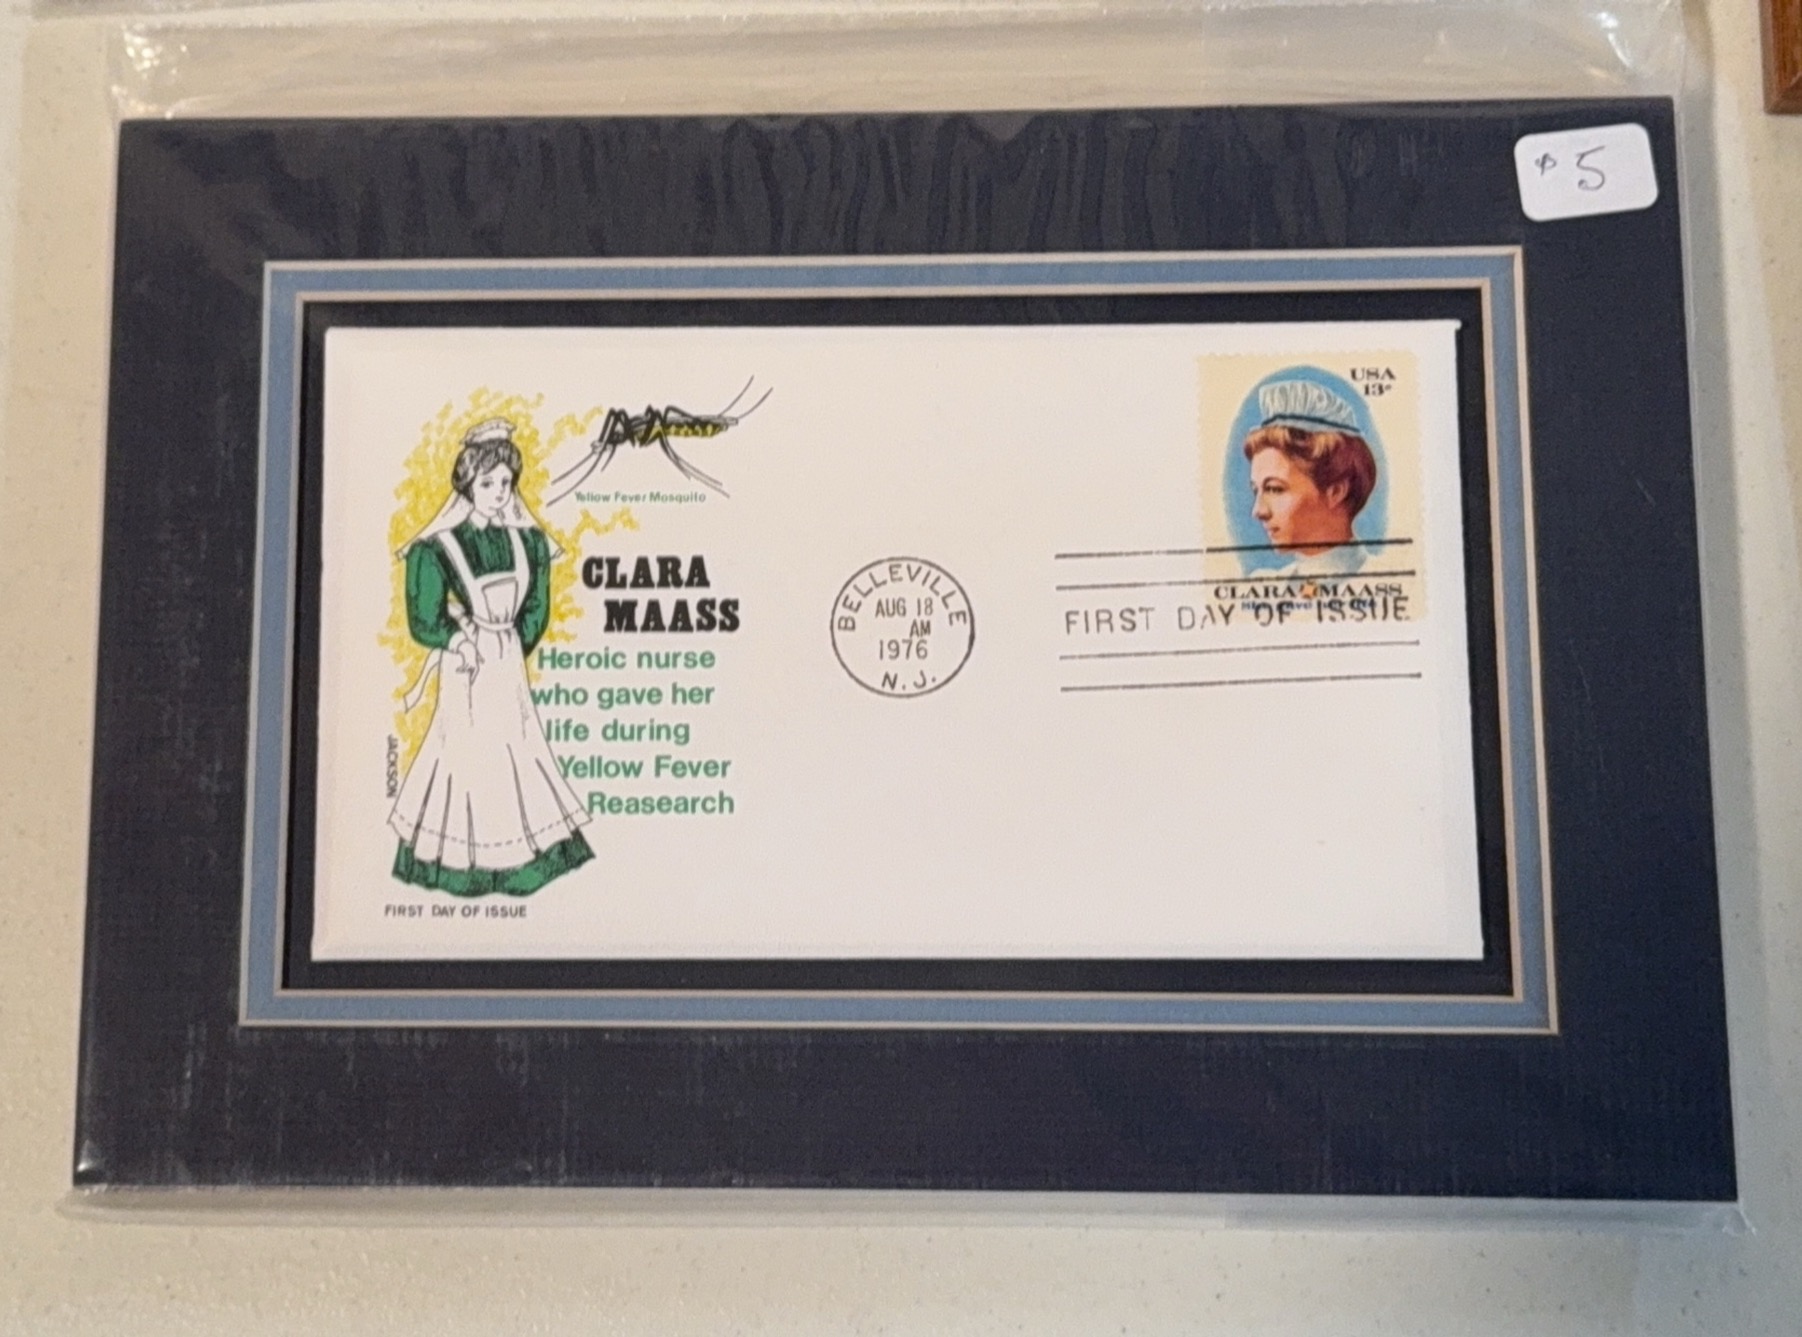 $5
USA
13c
Yellow Fever Mosquito
CLARA
MAASS
Heroic nurse
who gave her
life during
Yellow Fever
Reasearch
JACKSON
FIRST DAY OF ISSUE
BELLEVILLE
AUG 18
AM
1976
N.J.
CLARA MAASS
FIRST DAY OF ISSUE